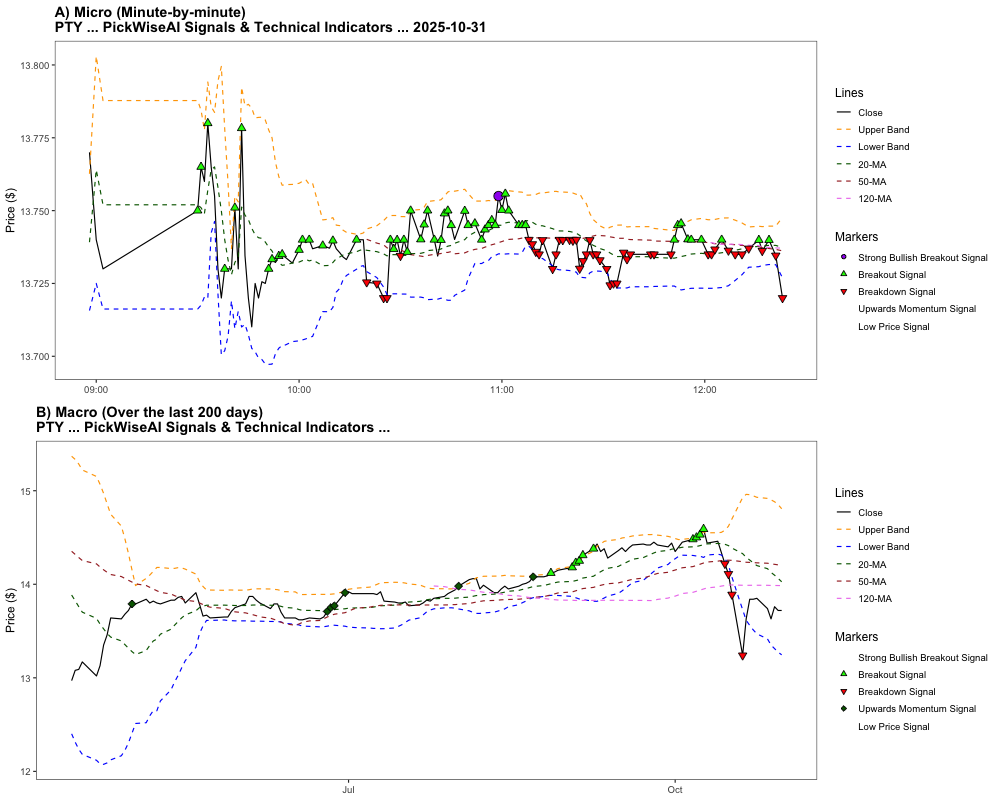 A) Micro (Minute-by-minute)
PTY ... PickWiseAI Signals & Technical Indicators ... 2025-10-31
Price ($)
13.800
13.775
13.750
13.725
13.700
09:00
10:00
11:00
12:00
Lines
Close
Upper Band
Lower Band
20-MA
50-MA
120-MA
Markers
Strong Bullish Breakout Signal
Breakout Signal
Breakdown Signal
Upwards Momentum Signal
Low Price Signal
B) Macro (Over the last 200 days)
PTY ... PickWiseAI Signals & Technical Indicators ...
Price ($)
15
14
13
12
Jul
Oct
Lines
Close
Upper Band
Lower Band
20-MA
50-MA
120-MA
Markers
Strong Bullish Breakout Signal
Breakout Signal
Breakdown Signal
Upwards Momentum Signal
Low Price Signal